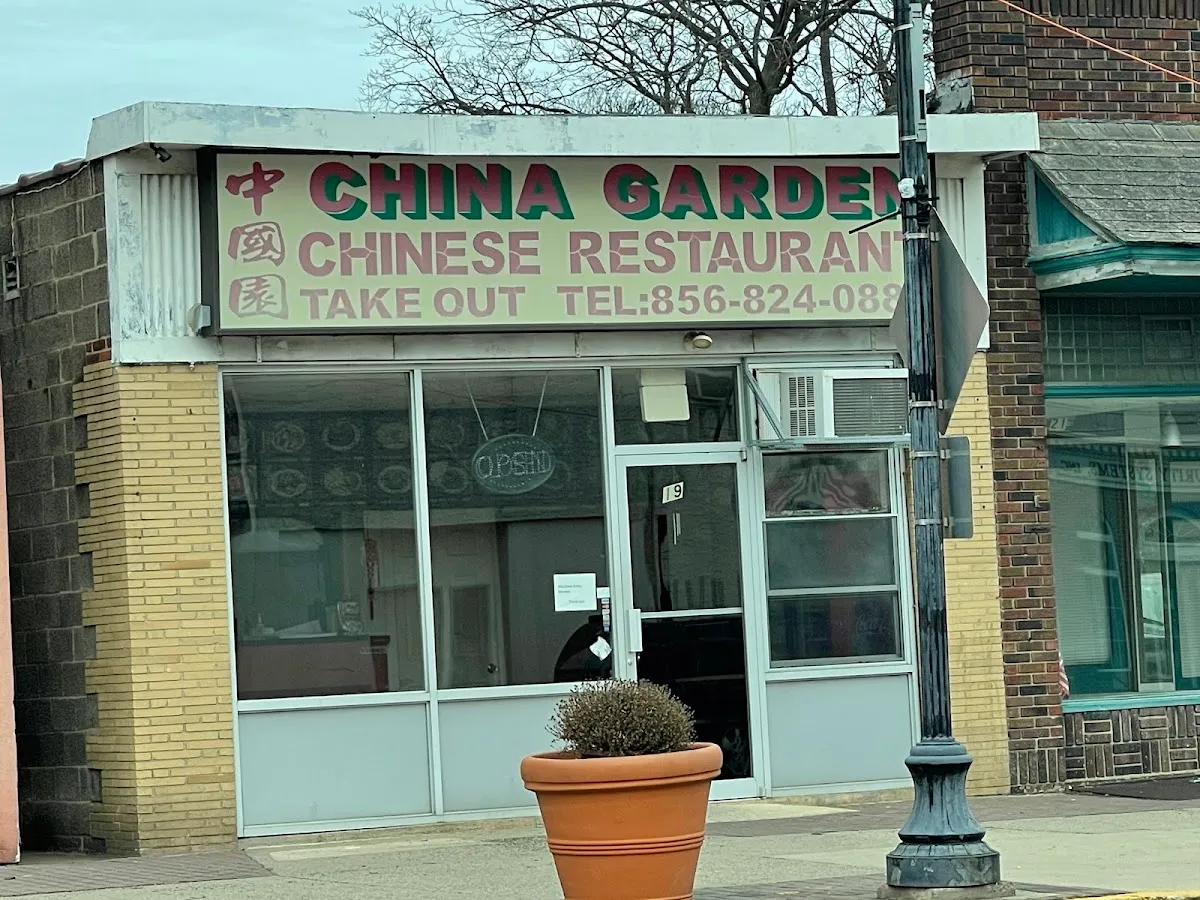 中國園
CHINA GARDEN
CHINESE RESTAURANT
TAKE OUT TEL:856-824-088
OPEN
19